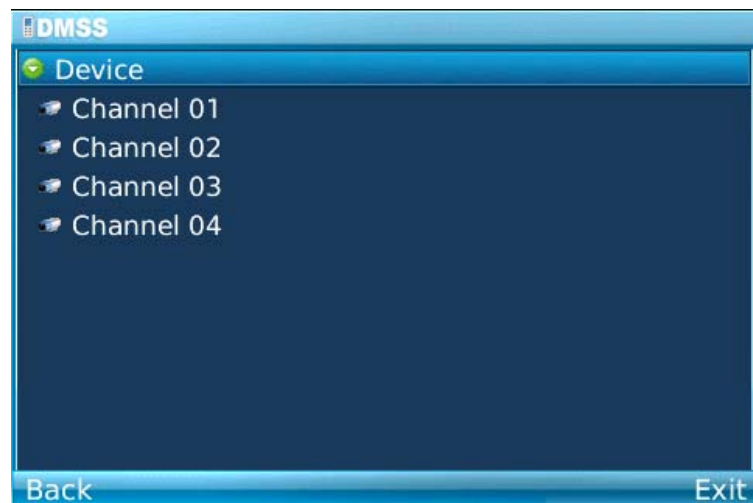 DMSS
Device
Channel 01
Channel 02
Channel 03
Channel 04
Back Exit